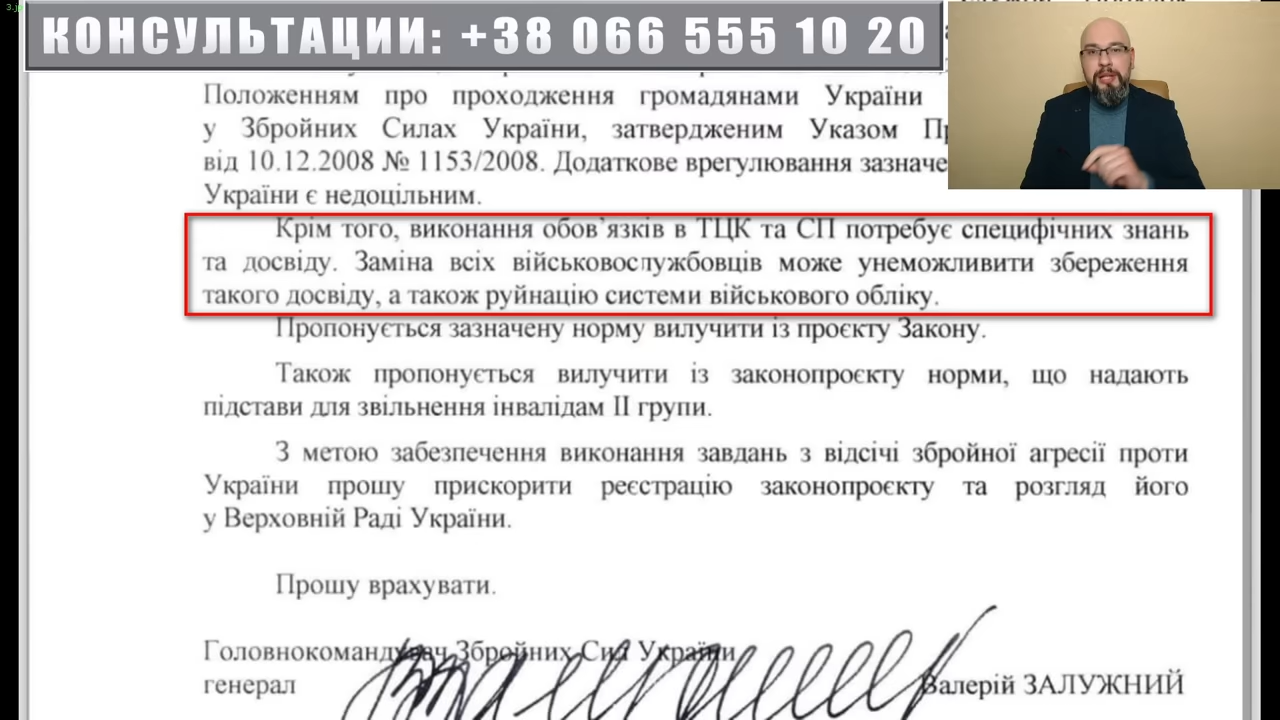 КОНСУЛЬТАЦИИ: +38 066 555 10 20
Положенням про проходження громадянами України
у Збройних Силах України, затвердженим Указом
від 10.12.2008 № 1153/2008. Додаткове врегулювання
України є недоцільним.
Крім того, виконання обов’язків в ТЦК та СП потребує специфічних знань
та досвіду. Заміна всіх військовослужбовців може унеможливити збереження
такого досвіду, а також руйнацію системи військового обліку.
Пропонується зазначену норму вилучити із проєкту Закону.
Також пропонується вилучити із законопроєкту норми, що надають
підстави для звільнення інвалідам ІІ групи.
З метою забезпечення виконання завдань з відсічі збройної агресії проти
України прошу прискорити реєстрацію законопроєкту та розгляд його
у Верховній Раді України.
Прошу врахувати.
Головнокомандувач Збройних Сил України
генерал Валерій ЗАЛУЖНИЙ